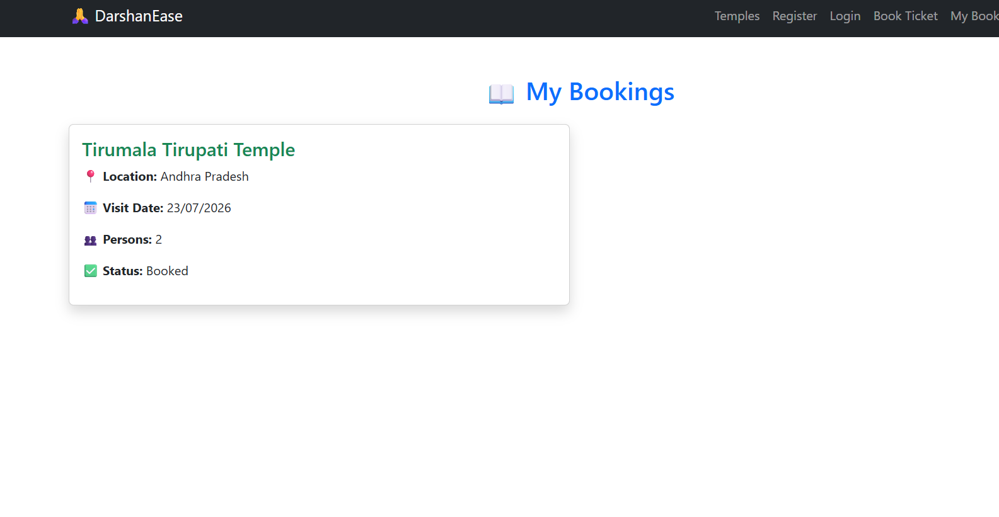 🙏 DarshanEase
Temples Register Login Book Ticket My Book
📖 My Bookings
Tirumala Tirupati Temple
📍 Location: Andhra Pradesh
📅 Visit Date: 23/07/2026
👥 Persons: 2
✅ Status: Booked